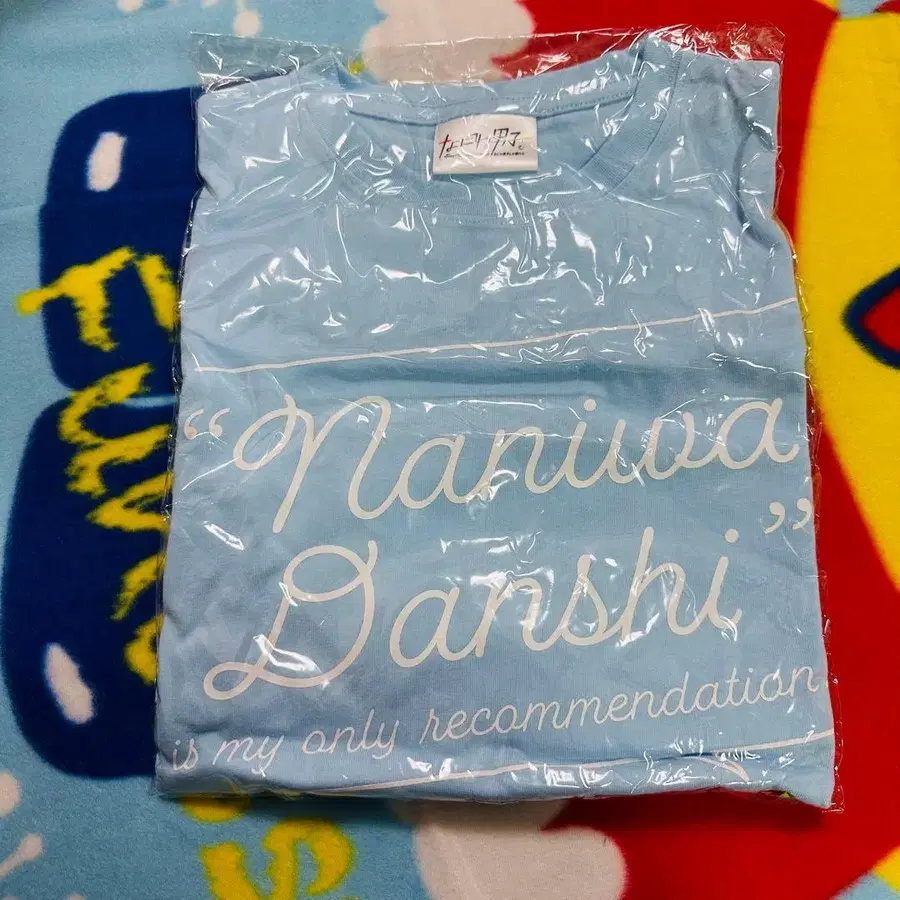 なにわ男子
“Naniwa
Danshi”
is my only recommendation